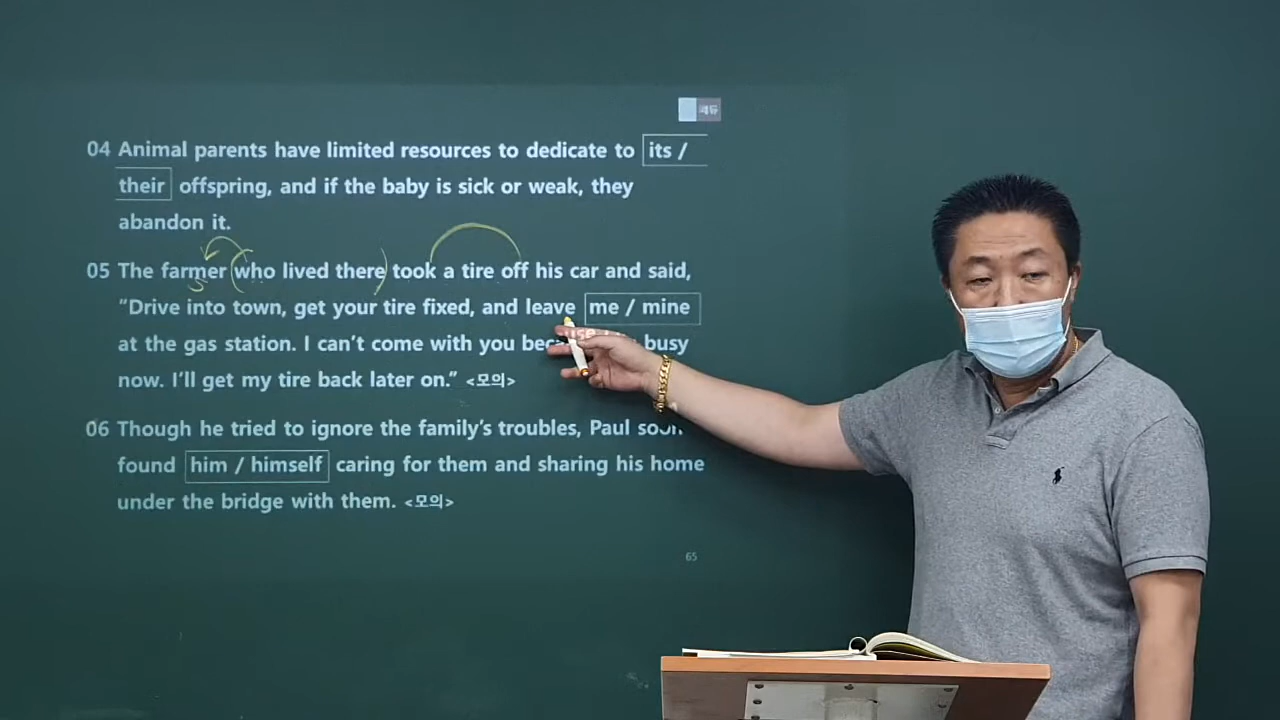 04 Animal parents have limited resources to dedicate to its /
their offspring, and if the baby is sick or weak, they
abandon it.
05 The farmer who lived there took a tire off his car and said,
"Drive into town, get your tire fixed, and leave me / mine
at the gas station. I can't come with you because busy
now. I'll get my tire back later on." <모의>
06 Though he tried to ignore the family's troubles, Paul soon
found him / himself caring for them and sharing his home
under the bridge with them. <모의>
65